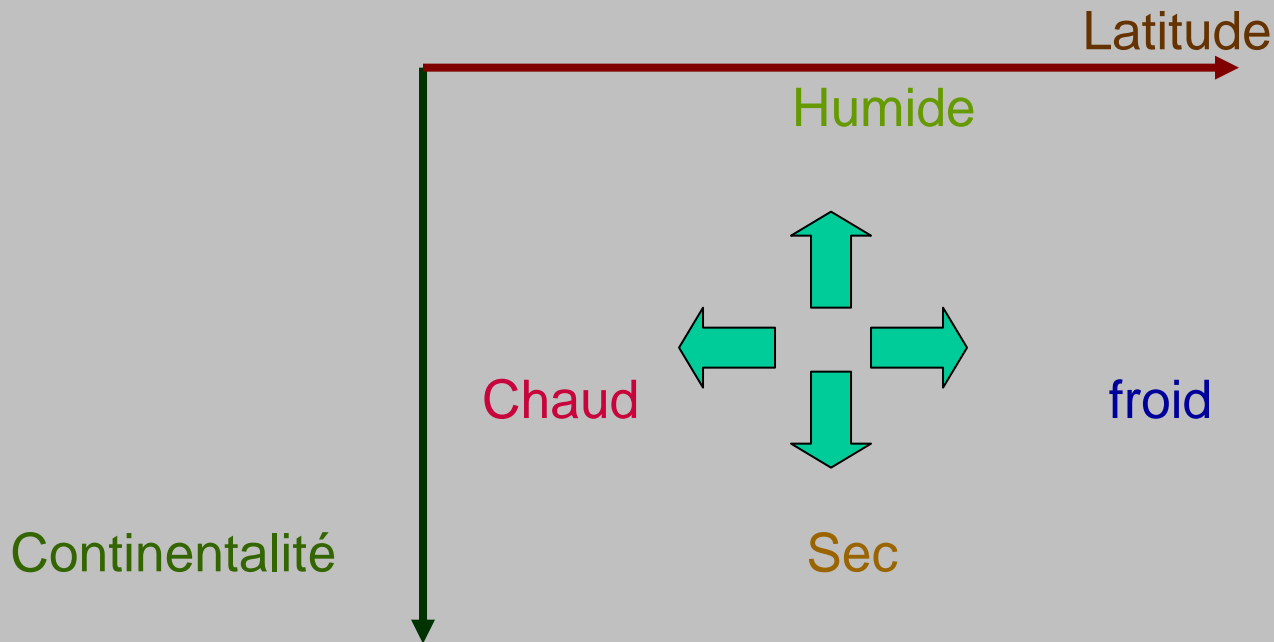 Latitude
Humide
Chaud
froid
Continentalité
Sec